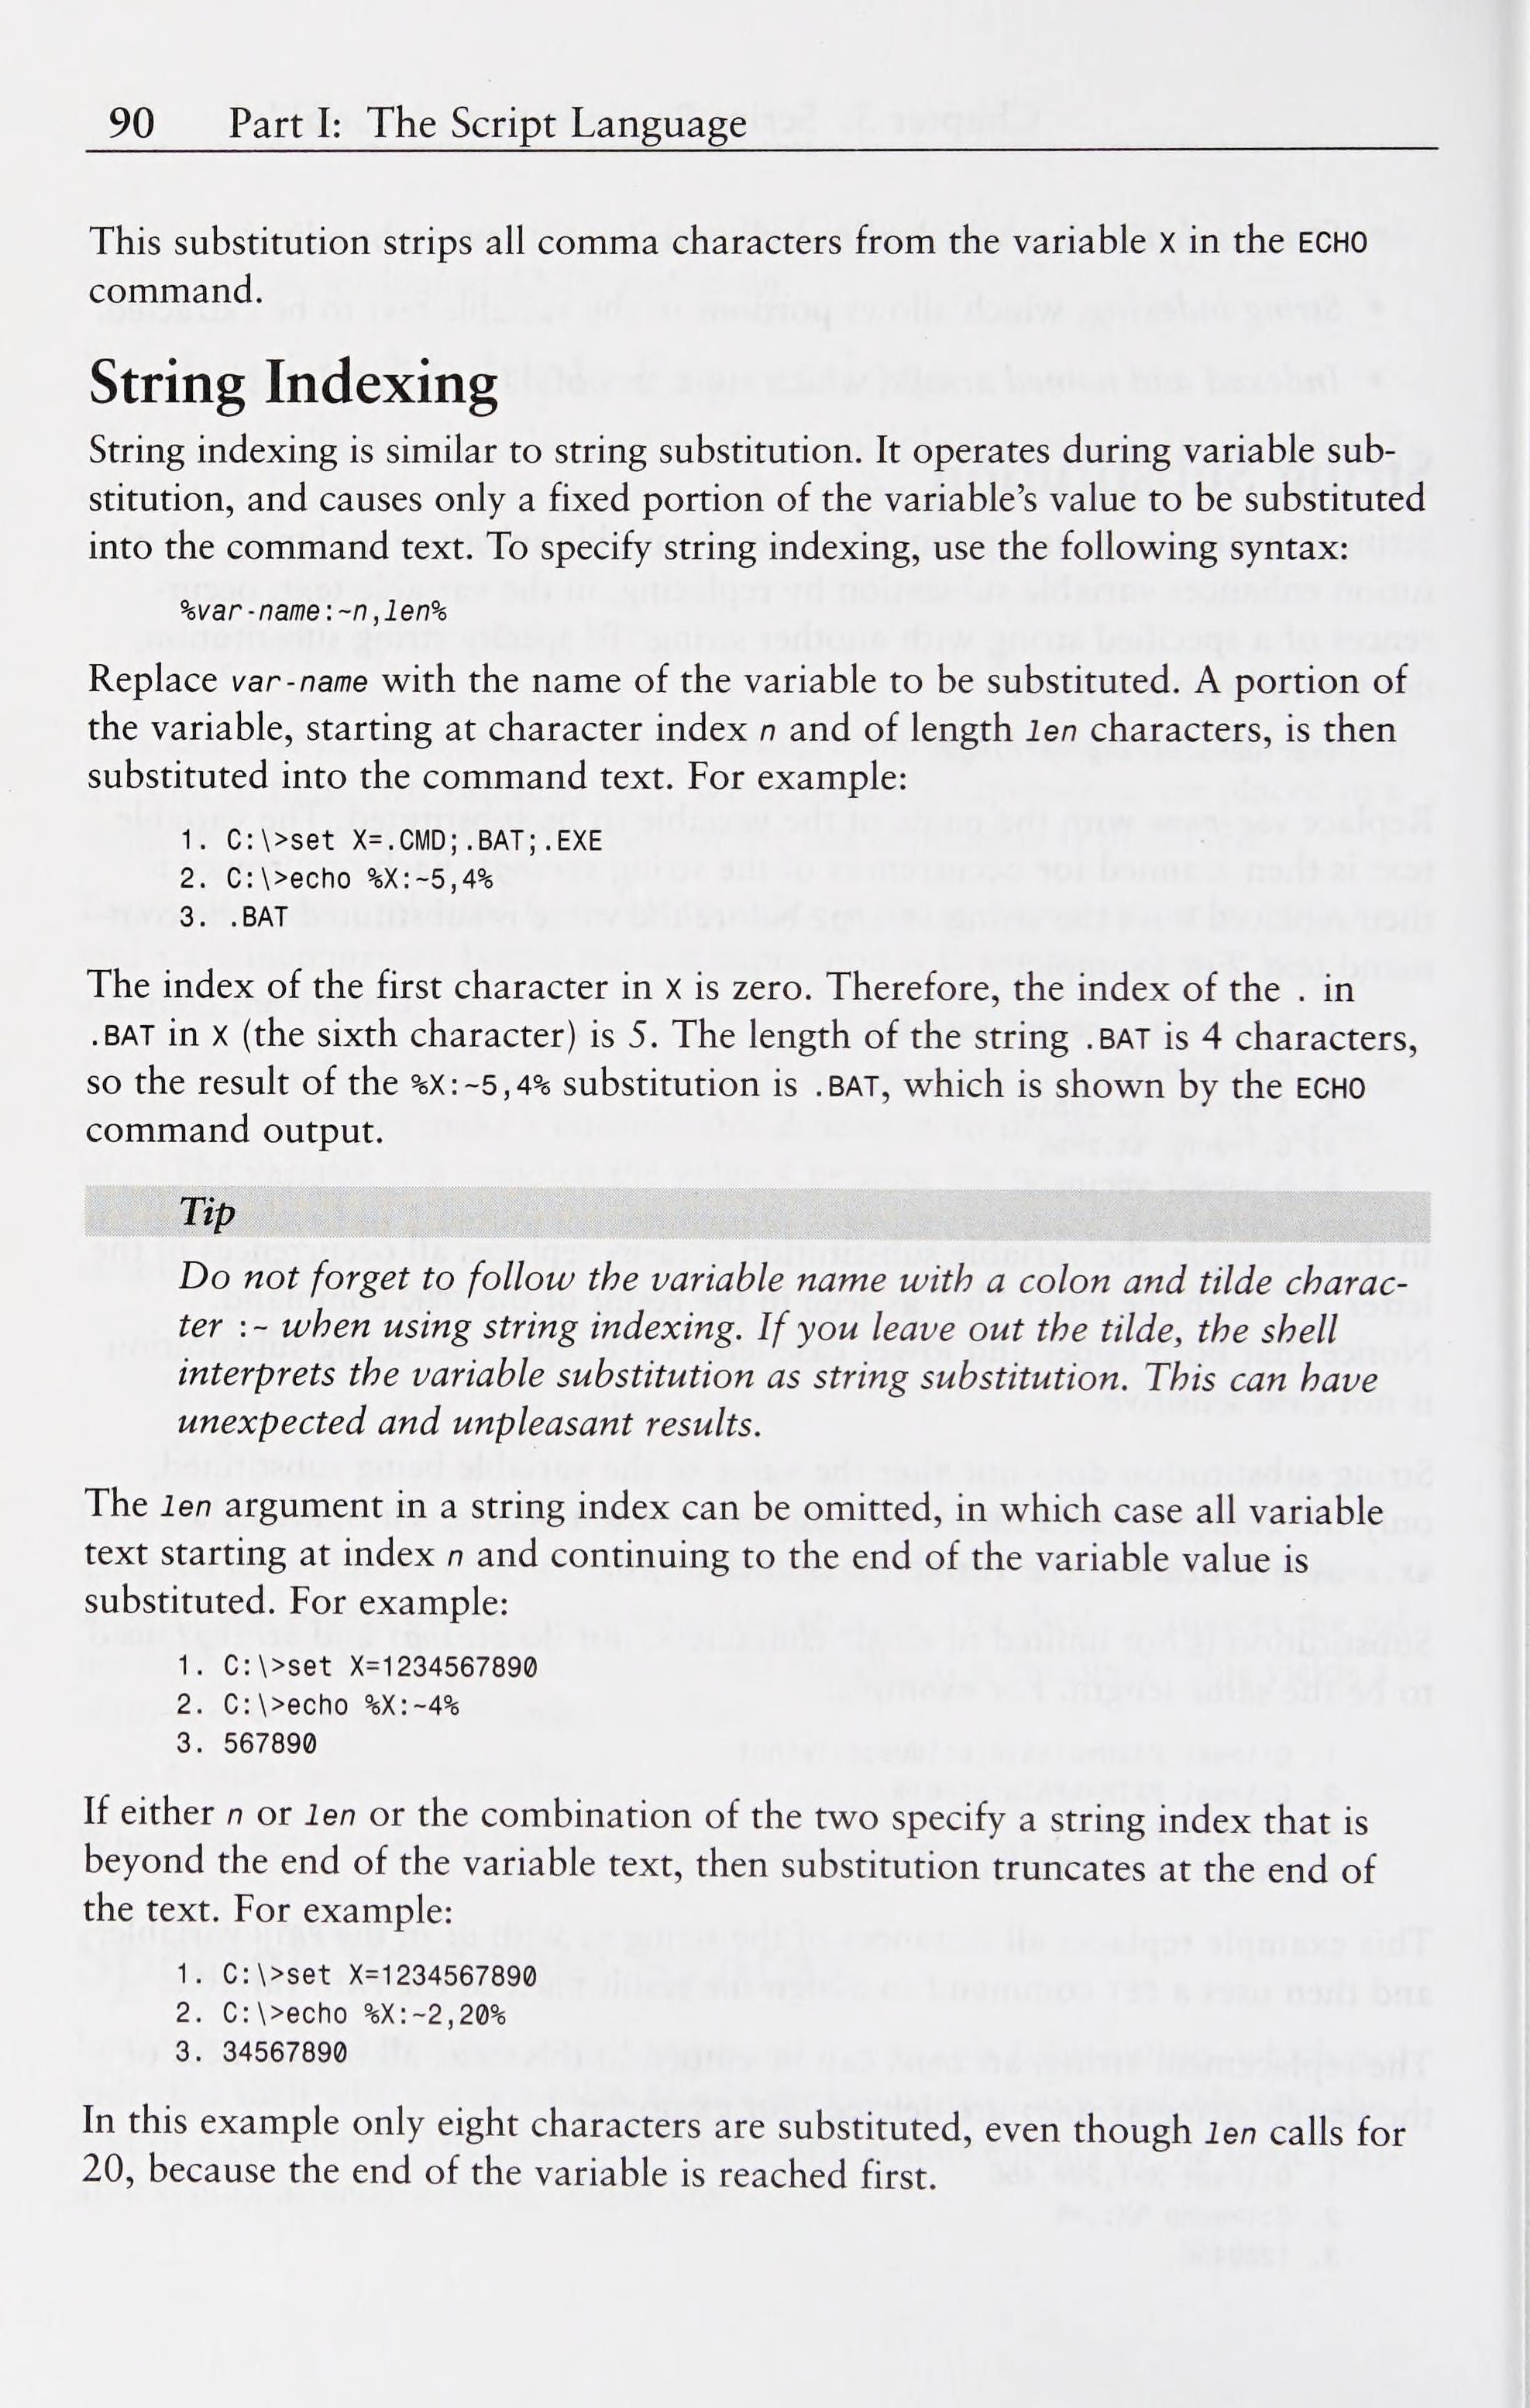 90 Part I: The Script Language
This substitution strips all comma characters from the variable X in the ECHO
command.
String Indexing
String indexing is similar to string substitution. It operates during variable sub-
stitution, and causes only a fixed portion of the variable’s value to be substituted
into the command text. To specify string indexing, use the following syntax:
%var-name:~n,len%
Replace var-name with the name of the variable to be substituted. A portion of
the variable, starting at character index n and of length len characters, is then
substituted into the command text. For example:
1. C:\>set X=.CMD;.BAT;.EXE
2. C:\>echo %X:~5,4%
3. .BAT
The index of the first character in X is zero. Therefore, the index of the . in
.BAT in X (the sixth character) is 5. The length of the string .BAT is 4 characters,
so the result of the %X:~5,4% substitution is .BAT, which is shown by the ECHO
command output.
Tip
Do not forget to follow the variable name with a colon and tilde charac-
ter :~ when using string indexing. If you leave out the tilde, the shell
interprets the variable substitution as string substitution. This can have
unexpected and unpleasant results.
The len argument in a string index can be omitted, in which case all variable
text starting at index n and continuing to the end of the variable value is
substituted. For example:
1. C:\>set X=1234567890
2. C:\>echo %X:~4%
3. 567890
If either n or len or the combination of the two specify a string index that is
beyond the end of the variable text, then substitution truncates at the end of
the text. For example:
1. C:\>set X=1234567890
2. C:\>echo %X:~2,20%
3. 34567890
In this example only eight characters are substituted, even though len calls for
20, because the end of the variable is reached first.